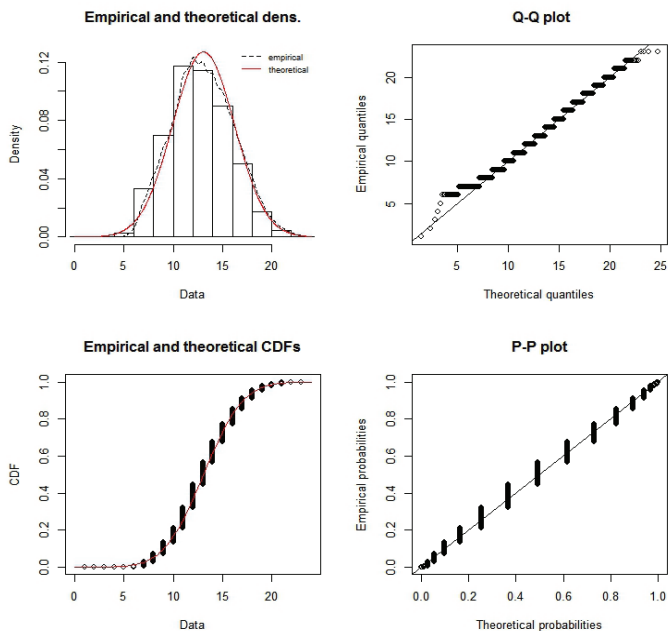 Empirical and theoretical dens.
Density
0.00
0.04
0.08
0.12
empirical
theoretical
0 5 10 15 20
Data
Q-Q plot
Empirical quantiles
5
10
15
20
5 10 15 20 25
Theoretical quantiles
Empirical and theoretical CDFs
CDF
0.0
0.2
0.4
0.6
0.8
1.0
0 5 10 15 20
Data
P-P plot
Empirical probabilities
0.0
0.2
0.4
0.6
0.8
1.0
0.0 0.2 0.4 0.6 0.8 1.0
Theoretical probabilities